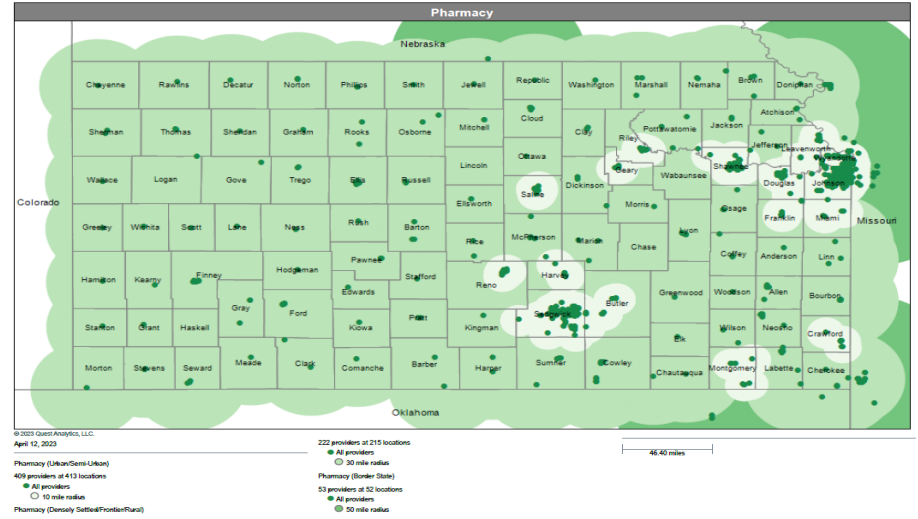 Pharmacy
Nebraska
Cheyenne Rawlins Decatur Norton Phillips Smith Jewell Republic Washington Marshall Nemaha Brown Doniphan
Atchison
Sherman Thomas Sheridan Graham Rooks Osborne Mitchell Cloud Clay Riley Pottawatomie Jackson Jefferson Leavenworth
Lincoln Ottawa Wyandotte
Wallace Logan Gove Trego Ellis Russell Saline Dickinson Geary Wabaunsee Shawnee Douglas Johnson
Colorado
Ellsworth Morris Osage Franklin Miami
Missouri
Greeley Wichita Scott Lane Ness Rush Barton Rice McPherson Marion Chase Lyon Coffey Anderson Linn
Pawnee
Hamilton Kearny Finney Hodgeman Stafford Reno Harvey
Edwards Butler Greenwood Woodson Allen Bourbon
Gray Ford
Stanton Grant Haskell Kiowa Pratt Kingman Sedgwick Elk Wilson Neosho Crawford
Morton Stevens Seward Meade Clark Comanche Barber Harper Sumner Cowley Chautauqua Montgomery Labette Cherokee
Oklahoma
© 2023 Quest Analytics, LLC.
April 12, 2023
Pharmacy (Urban/Semi-Urban)
409 providers at 413 locations
All providers
10 mile radius
Pharmacy (Densely Settled/Frontier/Rural)
222 providers at 215 locations
All providers
30 mile radius
Pharmacy (Border State)
53 providers at 52 locations
All providers
50 mile radius
46.40 miles